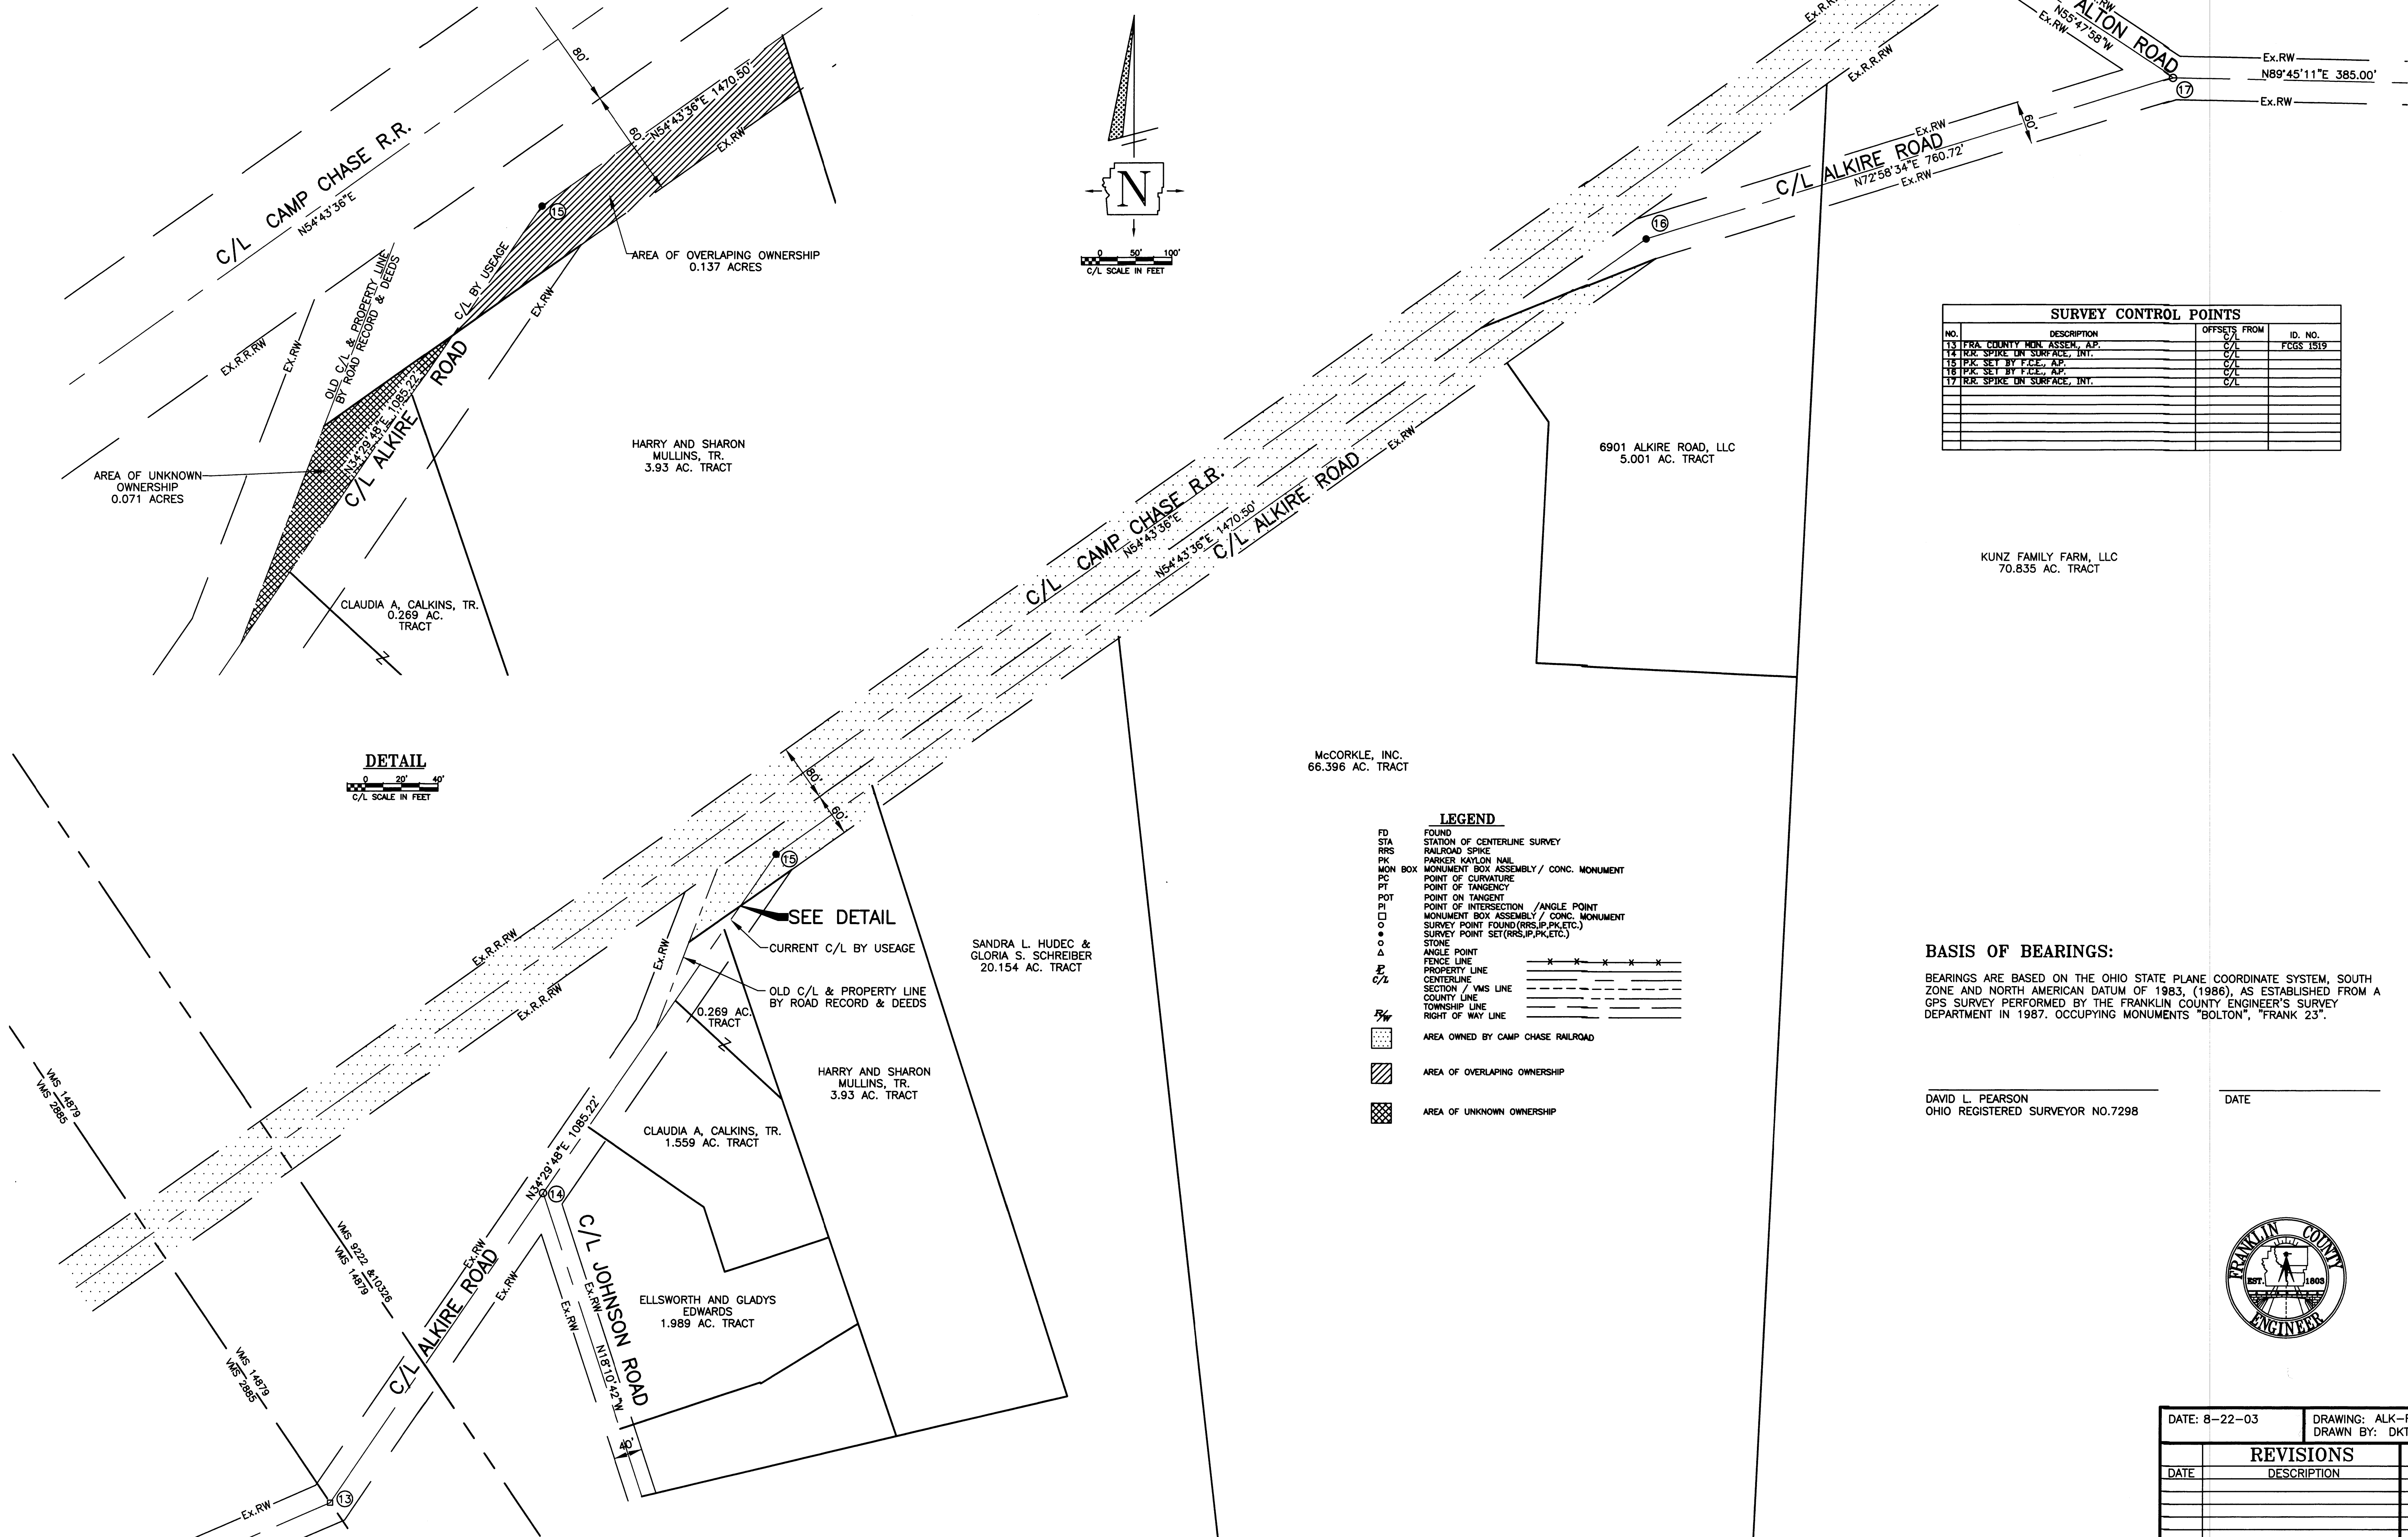 80'
60'
N54°43'36"E 1470.50'
EX.RW
C/L CAMP CHASE R.R.
N54°43'36"E
15
AREA OF OVERLAPING OWNERSHIP
0.137 ACRES
C/L BY USEAGE
EX.RW
OLD C/L & PROPERTY LINE
BY ROAD RECORD & DEEDS
EX.R.R.RW
EX.RW
N34°29'48"E 1085.22'
C/L ALKIRE ROAD
AREA OF UNKNOWN
OWNERSHIP
0.071 ACRES
HARRY AND SHARON
MULLINS, TR.
3.93 AC. TRACT
CLAUDIA A, CALKINS, TR.
0.269 AC.
TRACT
DETAIL
0 20' 40'
C/L SCALE IN FEET
N
0 50' 100'
C/L SCALE IN FEET
Ex.R.R.RW
Ex.R.R.RW
ALTON ROAD
N55°47'58"W
Ex.RW
Ex.RW
17
Ex.RW
N89°45'11"E 385.00'
Ex.RW
60'
Ex.RW
C/L ALKIRE ROAD
N72°58'34"E 760.72'
Ex.RW
16
SURVEY CONTROL POINTS
NO. DESCRIPTION OFFSETS FROM C/L ID. NO.
13 FRA. COUNTY MON. ASSEM., A.P. C/L FCGS 1519
14 R.R. SPIKE ON SURFACE, INT. C/L
15 P.K. SET BY F.C.E., A.P. C/L
16 P.K. SET BY F.C.E., A.P. C/L
17 R.R. SPIKE ON SURFACE, INT. C/L
6901 ALKIRE ROAD, LLC
5.001 AC. TRACT
KUNZ FAMILY FARM, LLC
70.835 AC. TRACT
Ex.RW
C/L CAMP CHASE R.R.
N54°43'36"E
N54°43'36"E 1470.50'
C/L ALKIRE ROAD
McCORKLE, INC.
66.396 AC. TRACT
80'
60'
15
SEE DETAIL
CURRENT C/L BY USEAGE
OLD C/L & PROPERTY LINE
BY ROAD RECORD & DEEDS
Ex.R.R.RW
Ex.R.R.RW
Ex.RW
0.269 AC.
TRACT
SANDRA L. HUDEC &
GLORIA S. SCHREIBER
20.154 AC. TRACT
HARRY AND SHARON
MULLINS, TR.
3.93 AC. TRACT
CLAUDIA A, CALKINS, TR.
1.559 AC. TRACT
ELLSWORTH AND GLADYS
EDWARDS
1.989 AC. TRACT
LEGEND
FD FOUND
STA STATION OF CENTERLINE SURVEY
RRS RAILROAD SPIKE
PK PARKER KAYLON NAIL
MON BOX MONUMENT BOX ASSEMBLY/ CONC. MONUMENT
PC POINT OF CURVATURE
PT POINT OF TANGENCY
POT POINT ON TANGENT
PI POINT OF INTERSECTION /ANGLE POINT
MONUMENT BOX ASSEMBLY/ CONC. MONUMENT
SURVEY POINT FOUND(RRS,IP,PK,ETC.)
SURVEY POINT SET(RRS,IP,PK,ETC.)
STONE
ANGLE POINT
FENCE LINE
PROPERTY LINE
C/L CENTERLINE
SECTION / VMS LINE
COUNTY LINE
TOWNSHIP LINE
R/W RIGHT OF WAY LINE
AREA OWNED BY CAMP CHASE RAILROAD
AREA OF OVERLAPING OWNERSHIP
AREA OF UNKNOWN OWNERSHIP
BASIS OF BEARINGS:
BEARINGS ARE BASED ON THE OHIO STATE PLANE COORDINATE SYSTEM, SOUTH
ZONE AND NORTH AMERICAN DATUM OF 1983, (1986), AS ESTABLISHED FROM A
GPS SURVEY PERFORMED BY THE FRANKLIN COUNTY ENGINEER'S SURVEY
DEPARTMENT IN 1987. OCCUPYING MONUMENTS "BOLTON", "FRANK 23".
DAVID L. PEARSON
OHIO REGISTERED SURVEYOR NO.7298
DATE
FRANKLIN COUNTY
EST. 1803
ENGINEER
VMS 14879
VMS 2885
VMS 9222 &10326
VMS 14879
VMS 14879
VMS 2885
N34°29'48"E 1085.22'
14
C/L JOHNSON ROAD
Ex.RW
Ex.RW
N18°10'42"W
40'
Ex.RW
C/L ALKIRE ROAD
Ex.RW
13
Ex.RW
DATE: 8-22-03
DRAWING: ALK-
DRAWN BY: DKT
REVISIONS
DATE DESCRIPTION